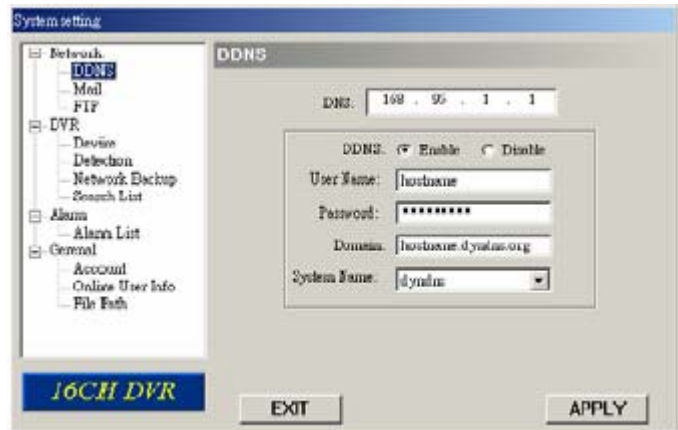 System setting
Network
DDNS
Mail
FTP
DVR
Device
Detection
Network Backup
Search List
Alarm
Alarm List
General
Account
Online User Info
File Path
16CH DVR
DDNS
DNS: 168 . 95 . 1 . 1
DDNS: Enable Disable
User Name: hostname
Password: •••••••••
Domain: hostname.dyndns.org
System Name: dyndns
EXIT
APPLY